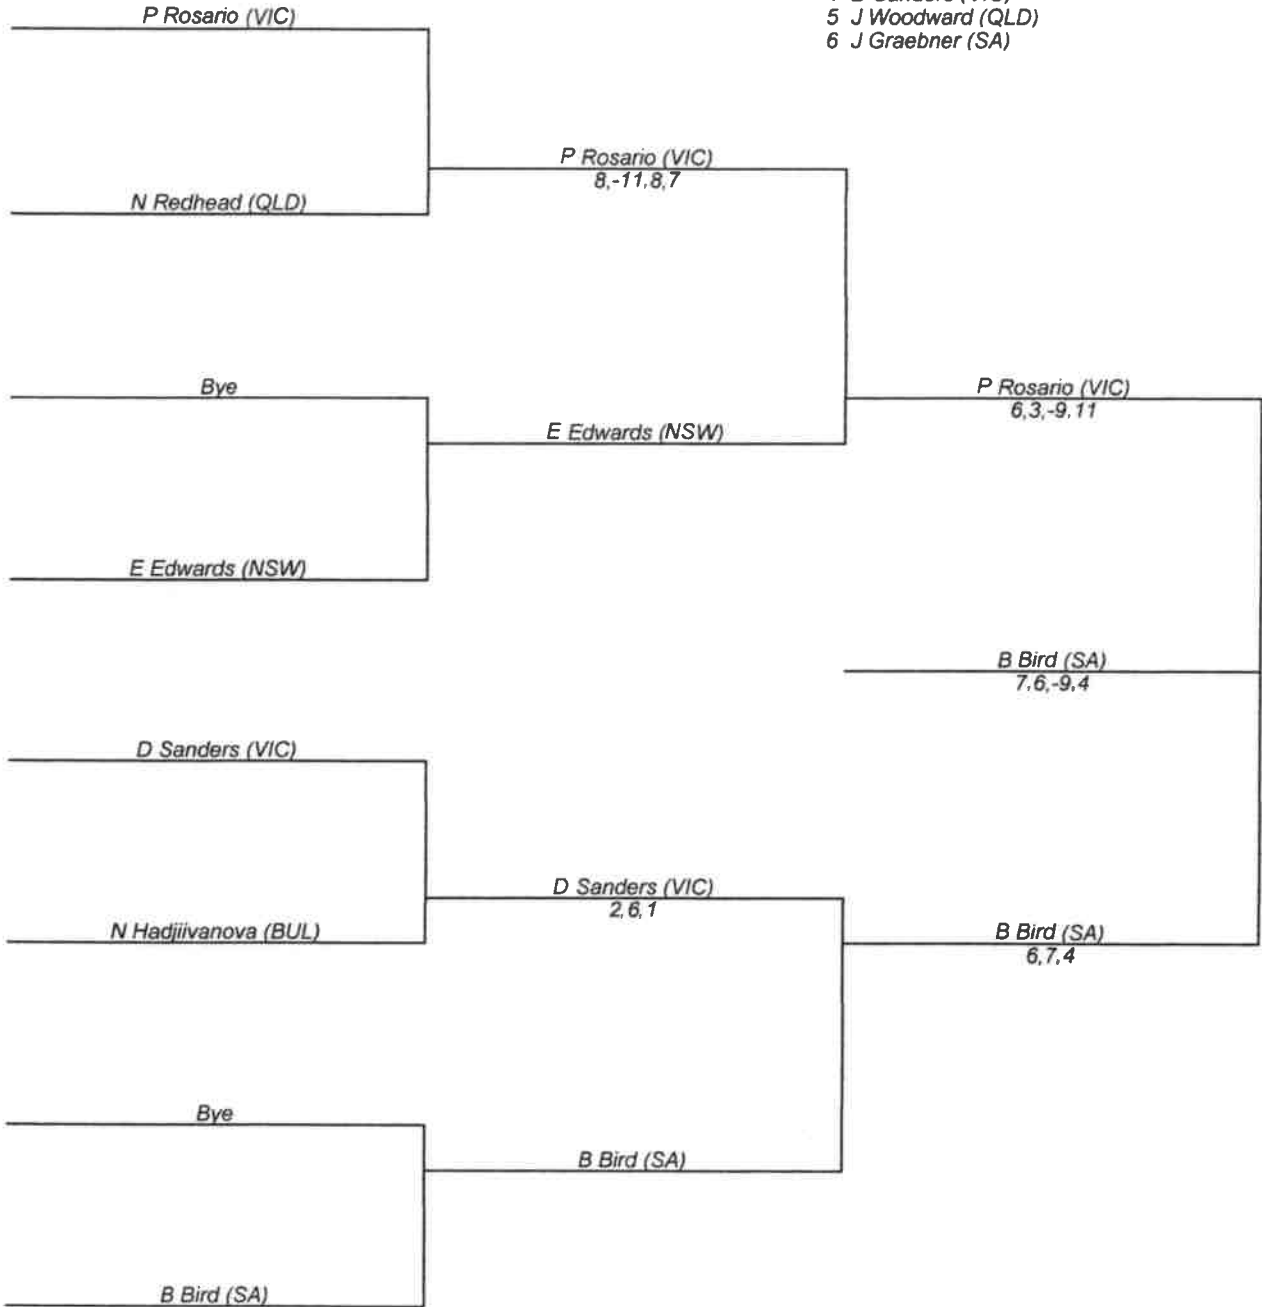 P Rosario (VIC)
5 J Woodward (QLD)
6 J Graebner (SA)
P Rosario (VIC)
8,-11,8,7
N Redhead (QLD)
Bye
P Rosario (VIC)
6,3,-9,11
E Edwards (NSW)
E Edwards (NSW)
B Bird (SA)
7,6,-9,4
D Sanders (VIC)
D Sanders (VIC)
2,6,1
N Hadjiivanova (BUL)
B Bird (SA)
6,7,4
Bye
B Bird (SA)
B Bird (SA)